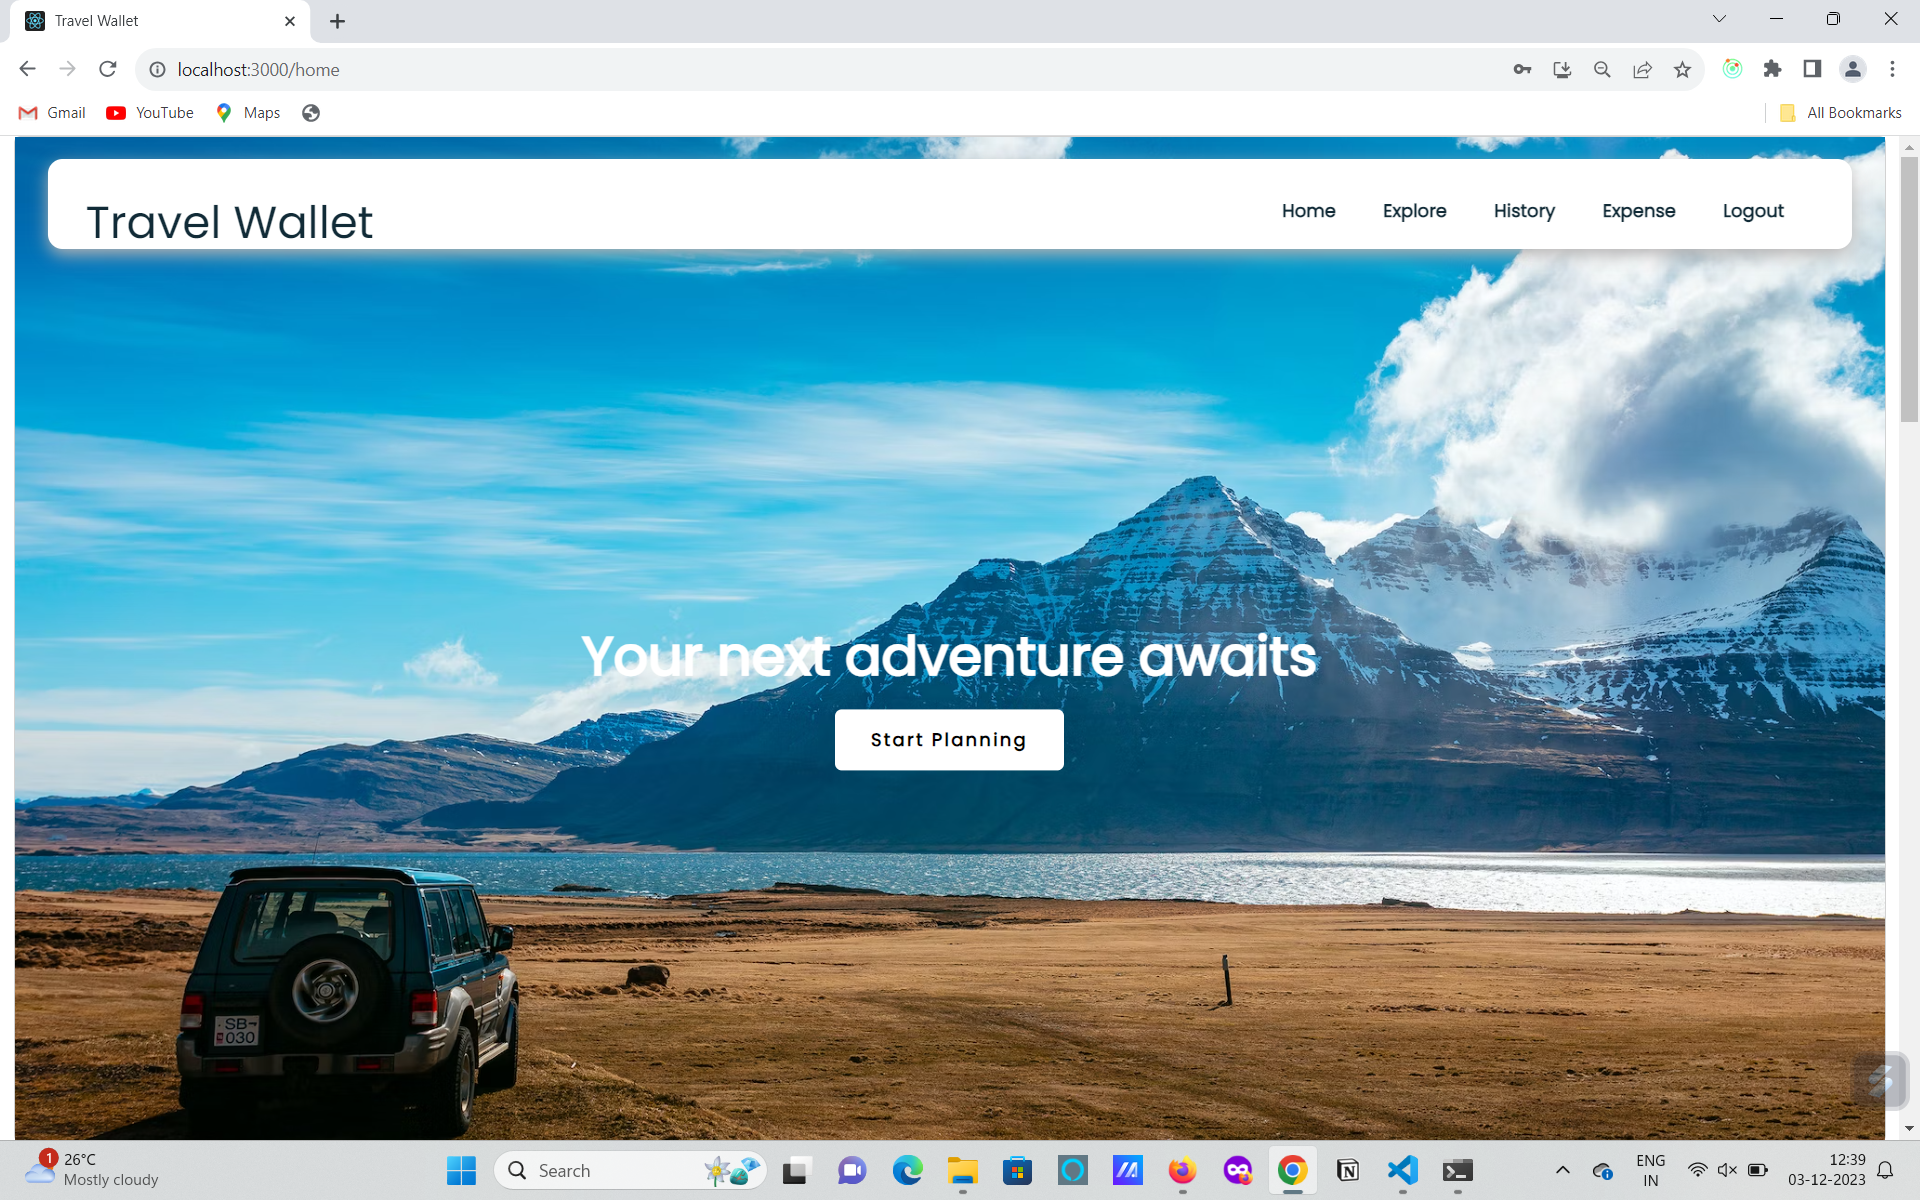 Travel Wallet
localhost:3000/home
Gmail
YouTube
Maps
All Bookmarks
Travel Wallet
Home
Explore
History
Expense
Logout
Your next adventure awaits
Start Planning
SB
030
1
26°C
Mostly cloudy
Search
ENG
IN
12:39
03-12-2023